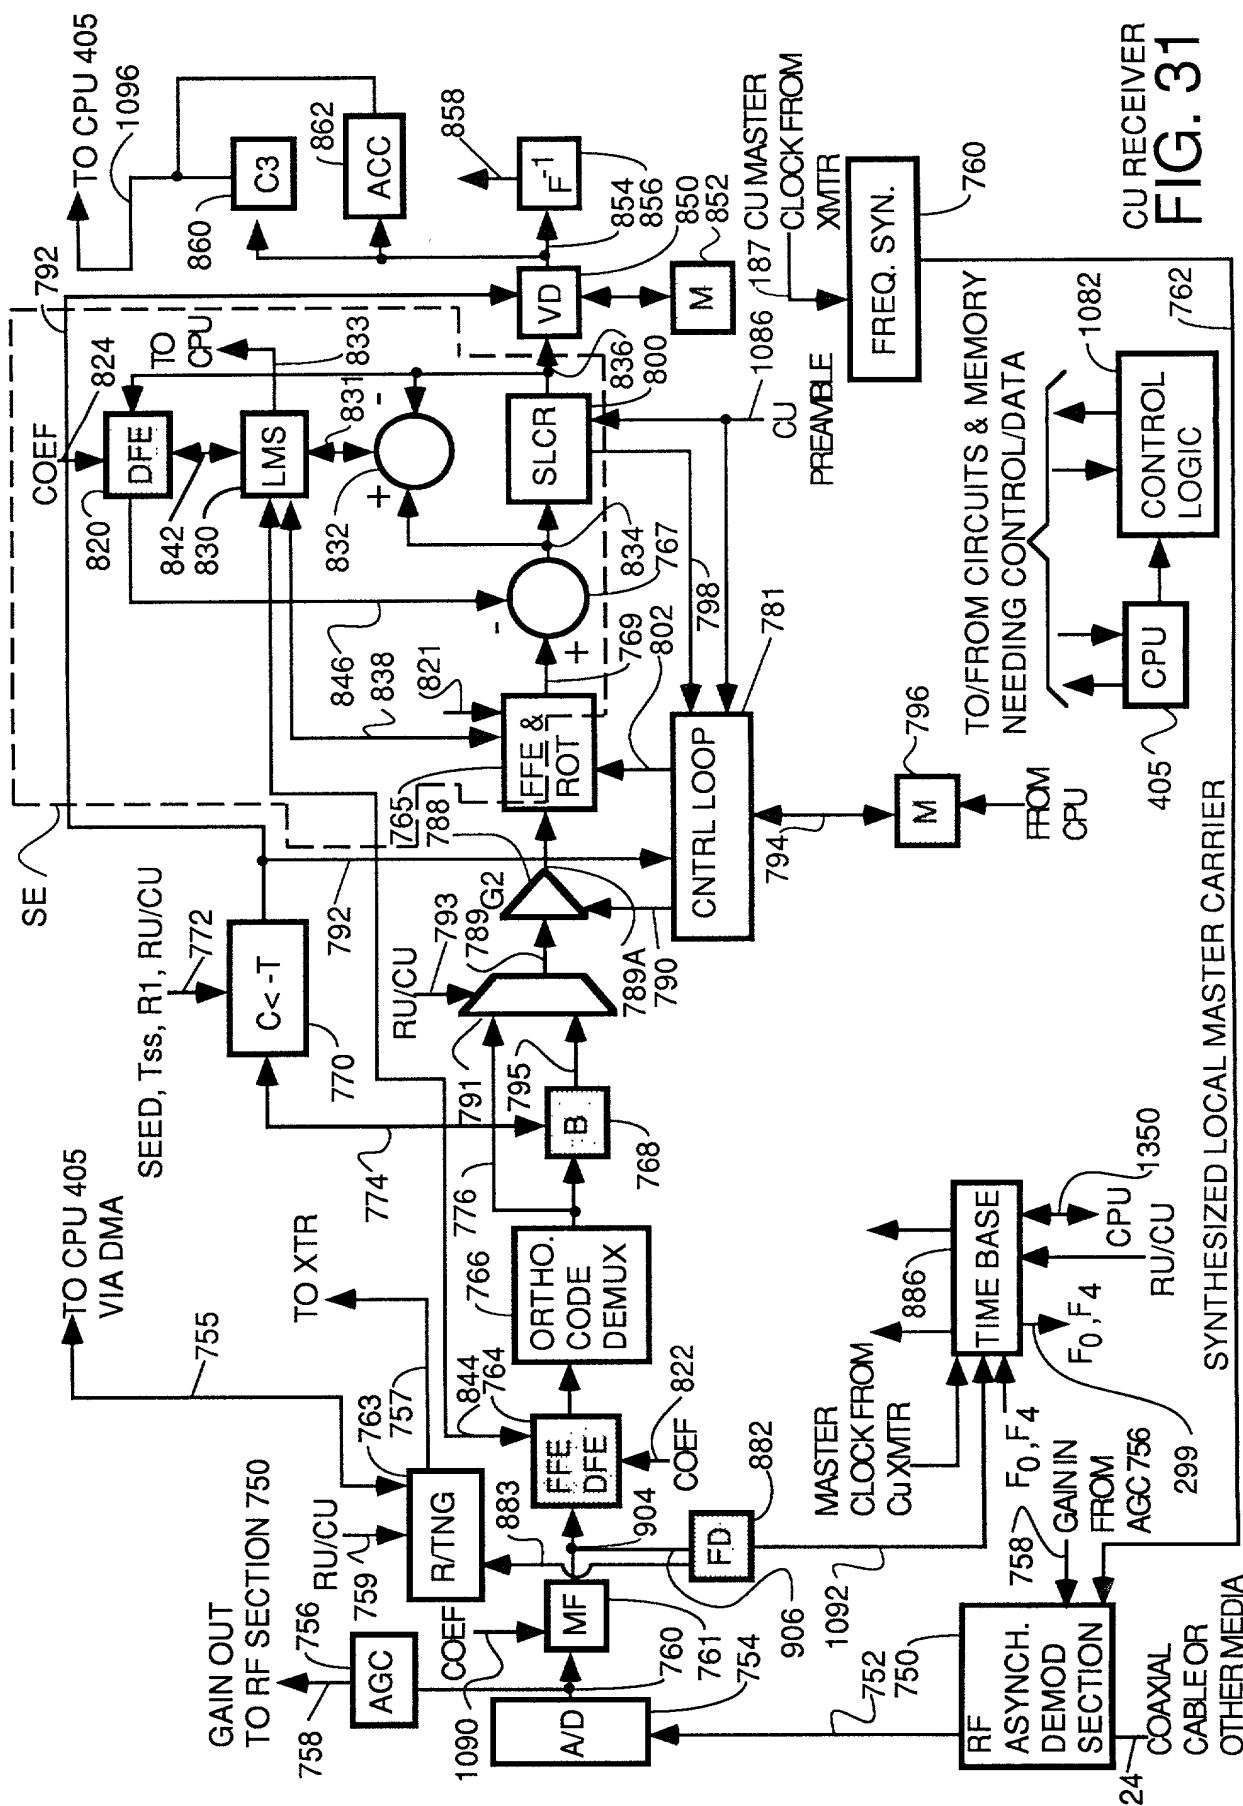 TO CPU 405
1096
792
860
C3
862
ACC
858
F⁻¹
854
856
850
852
VD
M
187
CU MASTER
CLOCK FROM
XMTR
FREQ. SYN.
760
CU RECEIVER
FIG. 31
SE
COEF
824
TO
CPU
833
DFE
820
842
LMS
830
831
832
+
-
SLCR
836
800
834
767
1086
CU
PREAMBLE
846
838
821
-
+
769
802
798
781
FFE &
ROT
765
788
G2
CNTRL LOOP
794
M
796
FROM
CPU
TO/FROM CIRCUITS & MEMORY
NEEDING CONTROL/DATA
1082
762
CONTROL
LOGIC
CPU
405
SEED, Tss, R1, RU/CU
772
C< -T
770
792
RU/CU
793
789
789A
790
791
795
774
776
B
768
TO CPU 405
VIA DMA
755
TO XTR
757
763
844
764
766
ORTHO.
CODE
DEMUX
FFE
DFE
822
COEF
882
FD
883
904
906
1092
GAIN OUT
TO RF SECTION 750
RU/CU
759
R/TNG
756
758
AGC
COEF
1090
MF
760
761
754
A/D
752
750
RF
ASYNCH.
DEMOD
SECTION
24
COAXIAL
CABLE OR
OTHER MEDIA
758
GAIN IN
FROM
AGC 756
F₀, F₄
MASTER
CLOCK FROM
Cu XMTR
886
TIME BASE
299
F₀, F₄
CPU
1350
RU/CU
SYNTHESIZED LOCAL MASTER CARRIER